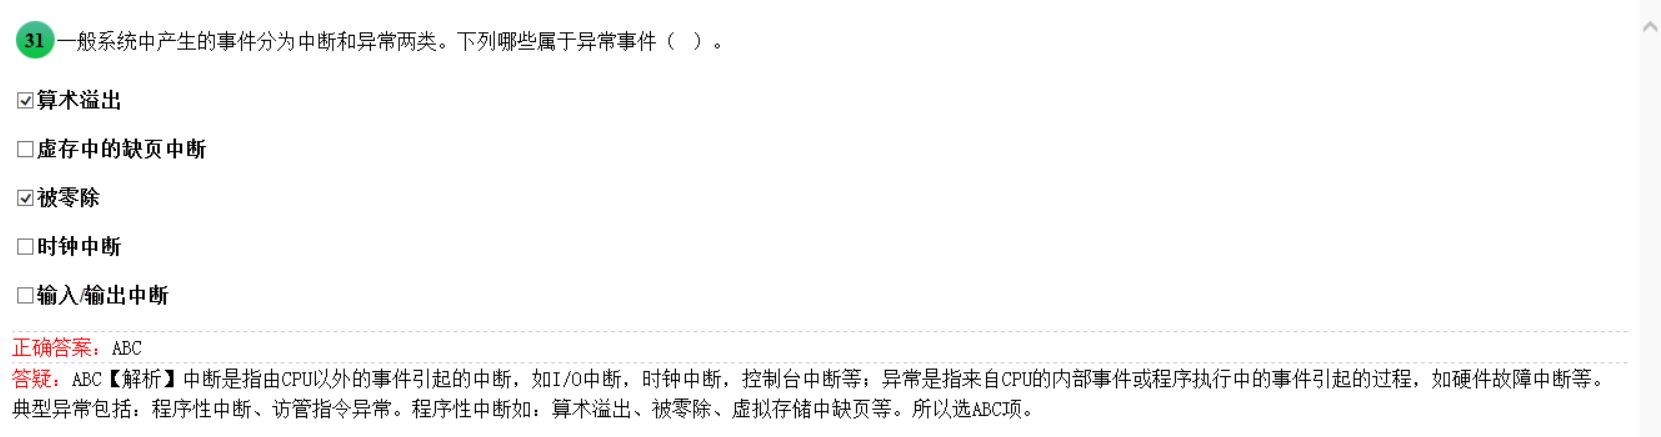 31 一般系统中产生的事件分为中断和异常两类。下列哪些属于异常事件（ ）。
算术溢出
虚存中的缺页中断
被零除
时钟中断
输入/输出中断
正确答案：ABC
答疑：ABC【解析】中断是指由CPU以外的事件引起的中断，如I/O中断，时钟中断，控制台中断等；异常是指来自CPU的内部事件或程序执行中的事件引起的过程，如硬件故障中断等。
典型异常包括：程序性中断、访管指令异常。程序性中断如：算术溢出、被零除、虚拟存储中缺页等。所以选ABC项。